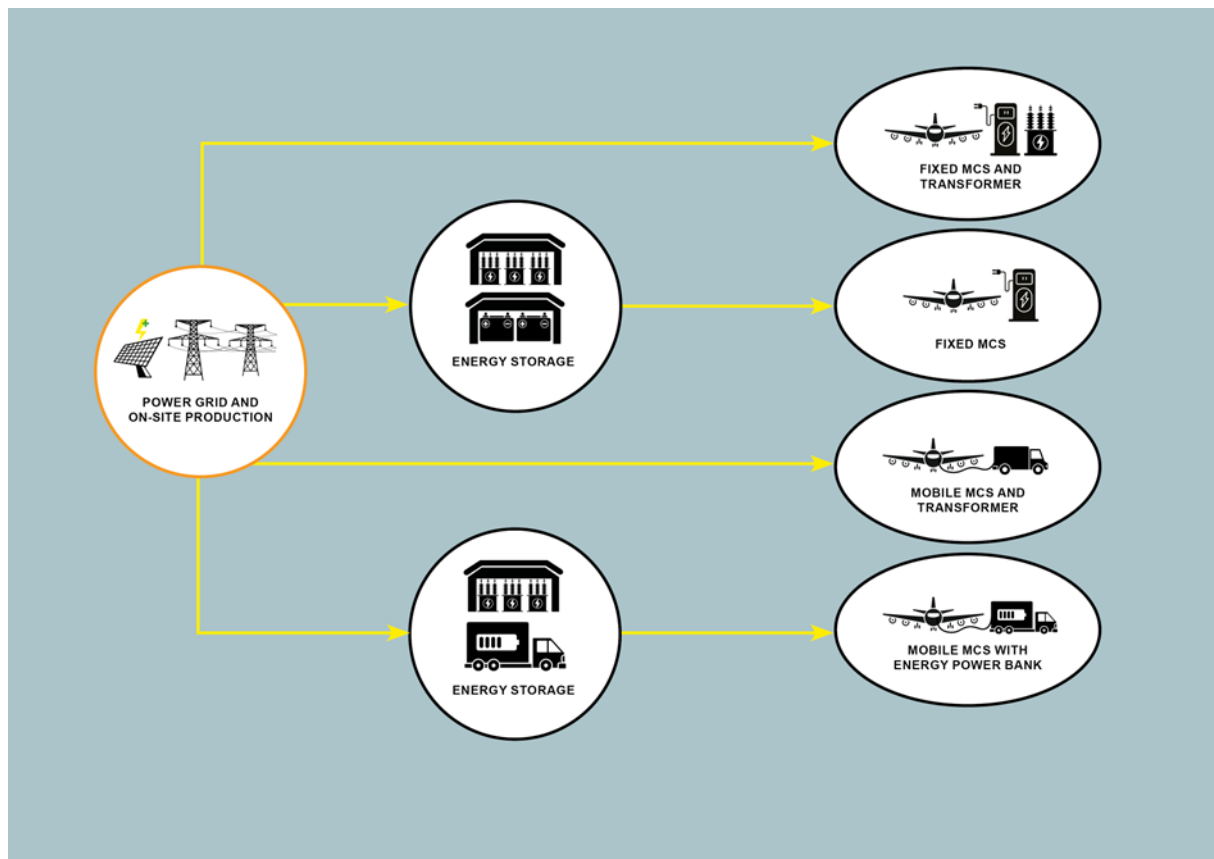 FIXED MCS AND
TRANSFORMER
ENERGY STORAGE
FIXED MCS
POWER GRID AND
ON-SITE PRODUCTION
MOBILE MCS AND
TRANSFORMER
ENERGY STORAGE
MOBILE MCS WITH
ENERGY POWER BANK